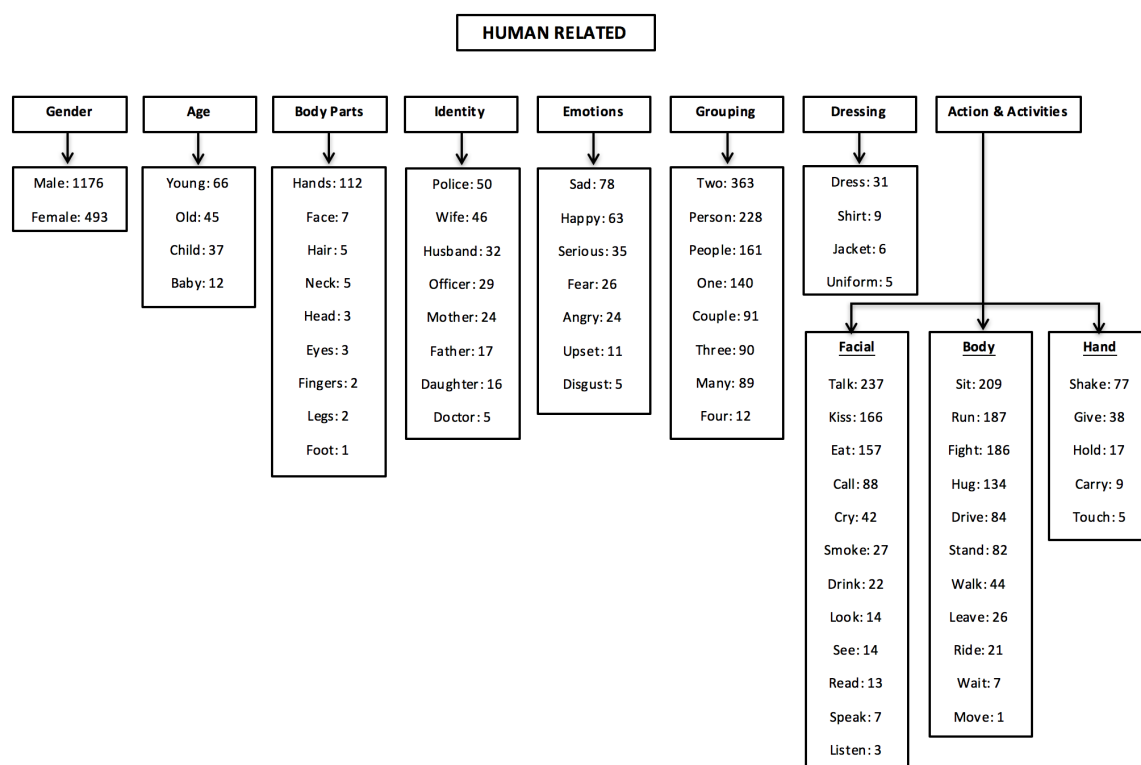 HUMAN RELATED
Gender
Male: 1176
Female: 493
Age
Young: 66
Old: 45
Child: 37
Baby: 12
Body Parts
Hands: 112
Face: 7
Hair: 5
Neck: 5
Head: 3
Eyes: 3
Fingers: 2
Legs: 2
Foot: 1
Identity
Police: 50
Wife: 46
Husband: 32
Officer: 29
Mother: 24
Father: 17
Daughter: 16
Doctor: 5
Emotions
Sad: 78
Happy: 63
Serious: 35
Fear: 26
Angry: 24
Upset: 11
Disgust: 5
Grouping
Two: 363
Person: 228
People: 161
One: 140
Couple: 91
Three: 90
Many: 89
Four: 12
Dressing
Dress: 31
Shirt: 9
Jacket: 6
Uniform: 5
Action & Activities
Facial
Talk: 237
Kiss: 166
Eat: 157
Call: 88
Cry: 42
Smoke: 27
Drink: 22
Look: 14
See: 14
Read: 13
Speak: 7
Listen: 3
Body
Sit: 209
Run: 187
Fight: 186
Hug: 134
Drive: 84
Stand: 82
Walk: 44
Leave: 26
Ride: 21
Wait: 7
Move: 1
Hand
Shake: 77
Give: 38
Hold: 17
Carry: 9
Touch: 5